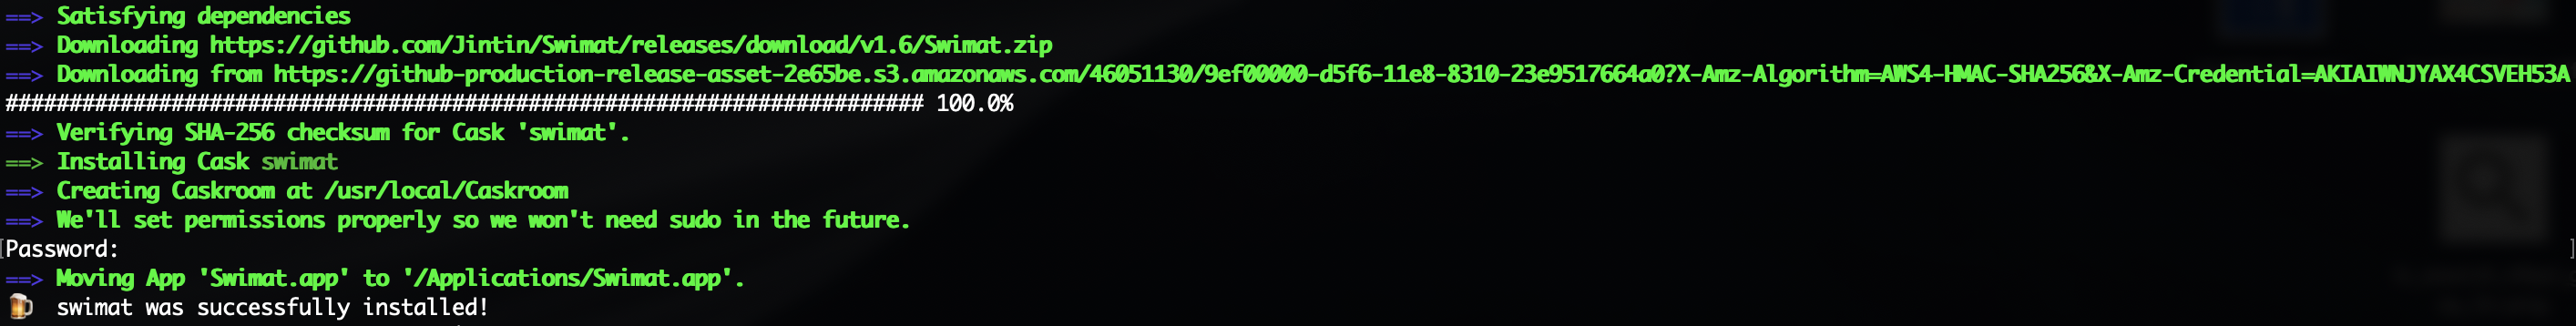 ==> Satisfying dependencies
==> Downloading https://github.com/Jintin/Swimat/releases/download/v1.6/Swimat.zip
==> Downloading from https://github-production-release-asset-2e65be.s3.amazonaws.com/46051130/9ef00000-d5f6-11e8-8310-23e9517664a0?X-Amz-Algorithm=AWS4-HMAC-SHA256&X-Amz-Credential=AKIAIWNJYAX4CSVEH53A
######################################################################## 100.0%
==> Verifying SHA-256 checksum for Cask 'swimat'.
==> Installing Cask swimat
==> Creating Caskroom at /usr/local/Caskroom
==> We'll set permissions properly so we won't need sudo in the future.
Password:
==> Moving App 'Swimat.app' to '/Applications/Swimat.app'.
🍺 swimat was successfully installed!